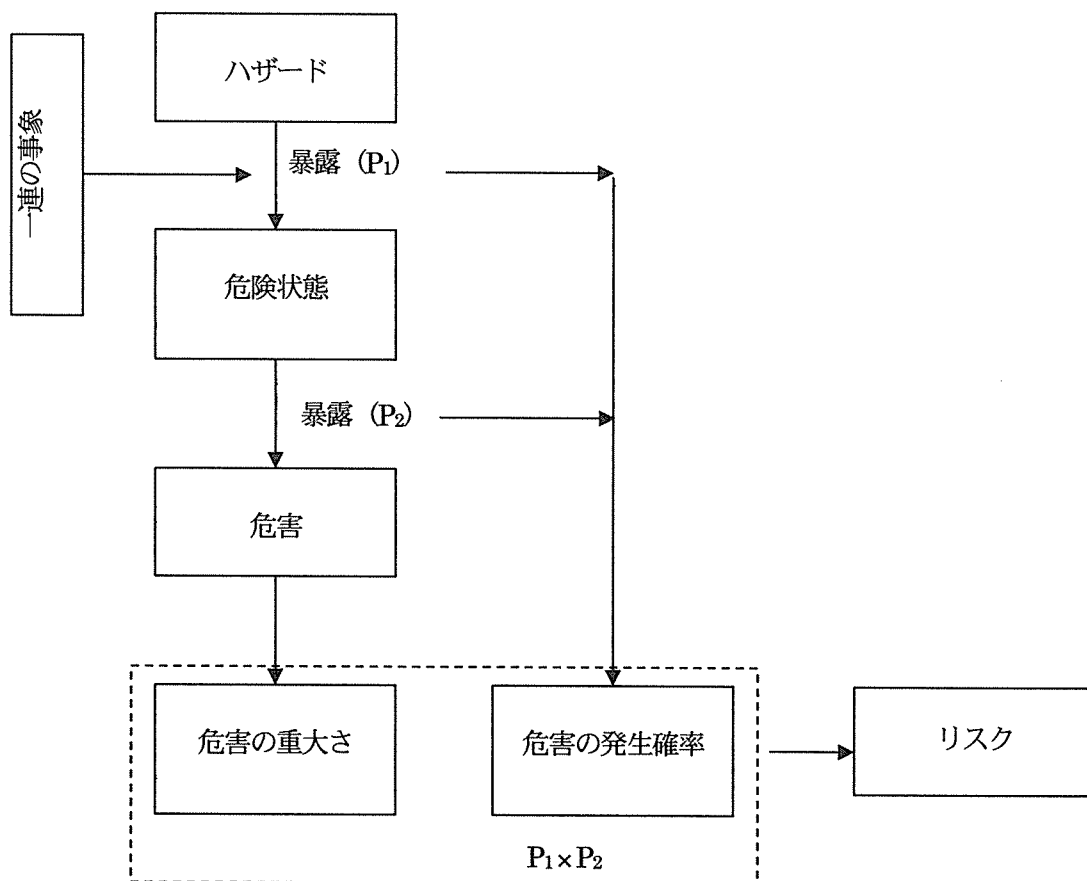 ハザード
一連の事象
暴露 (P₁)
危険状態
暴露 (P₂)
危害
危害の重大さ
危害の発生確率
リスク
P₁×P₂